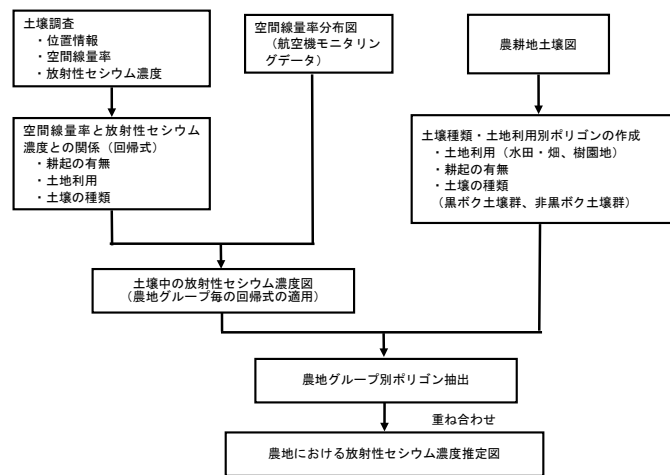 土壌調査
・位置情報
・空間線量率
・放射性セシウム濃度
空間線量率分布図
（航空機モニタリン
グデータ）
農耕地土壌図
空間線量率と放射性セシウム
濃度との関係（回帰式）
・耕起の有無
・土地利用
・土壌の種類
土壌種類・土地利用別ポリゴンの作成
・土地利用（水田・畑、樹園地）
・耕起の有無
・土壌の種類
（黒ボク土壌群、非黒ボク土壌群）
土壌中の放射性セシウム濃度図
（農地グループ毎の回帰式の適用）
農地グループ別ポリゴン抽出
重ね合わせ
農地における放射性セシウム濃度推定図